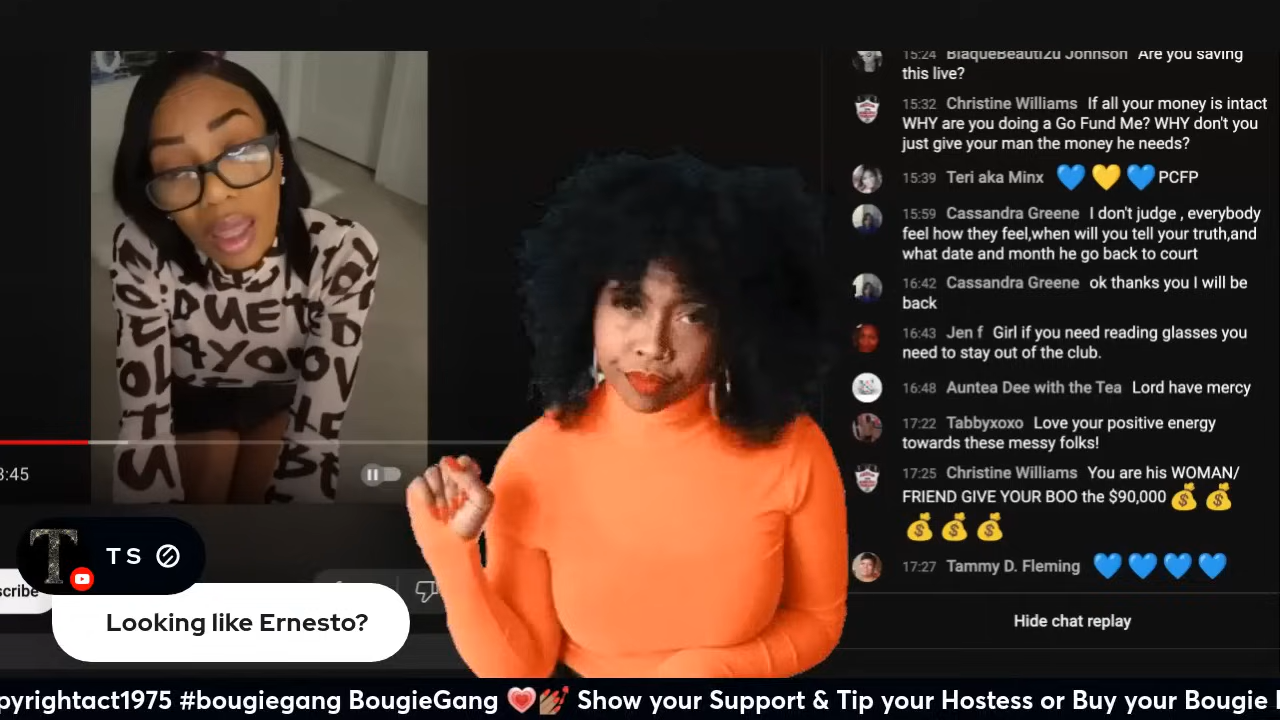 15:24 BlaqueBeauti2u Johnson Are you saving
this live?
15:32 Christine Williams If all your money is intact
WHY are you doing a Go Fund Me? WHY don't you
just give your man the money he needs?
15:39 Teri aka Minx 💙 💛 💙 PCFP
15:59 Cassandra Greene I don't judge , everybody
feel how they feel,when will you tell your truth,and
what date and month he go back to court
16:42 Cassandra Greene ok thanks you I will be
back
16:43 Jen f Girl if you need reading glasses you
need to stay out of the club.
16:48 Auntea Dee with the Tea Lord have mercy
17:22 Tabbyxoxo Love your positive energy
towards these messy folks!
17:25 Christine Williams You are his WOMAN/
FRIEND GIVE YOUR BOO the $90,000 💰 💰
💰 💰 💰
17:27 Tammy D. Fleming 💙 💙 💙 💙
Hide chat replay
DUETE
AYO
3:45
T
T S
scribe
Looking like Ernesto?
pyrightact1975 #bougiegang BougieGang 💗💅🏾 Show your Support & Tip your Hostess or Buy your Bougie